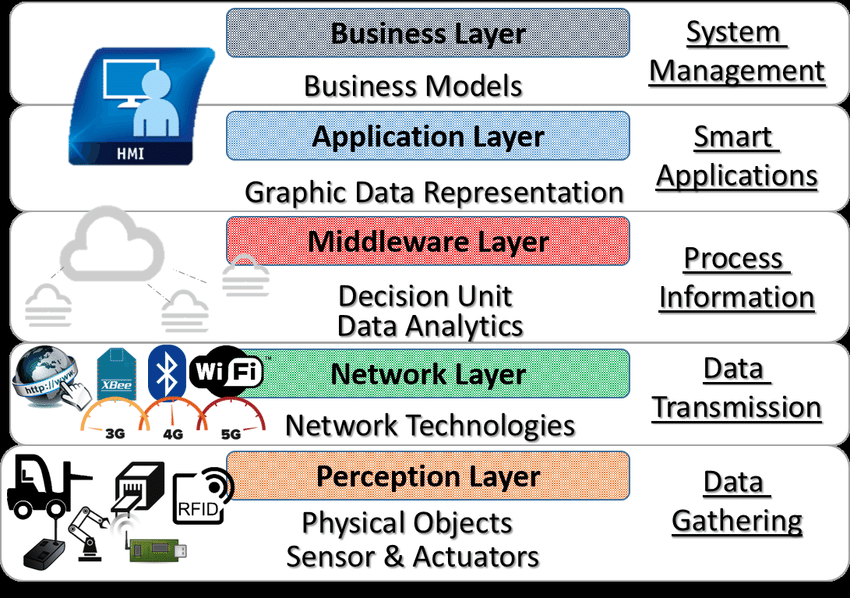 Business Layer
Business Models
System
Management
HMI
Application Layer
Graphic Data Representation
Smart
Applications
Middleware Layer
Decision Unit
Data Analytics
Process
Information
http://www.
XBee
WiFi™
3G
4G
5G
Network Layer
Network Technologies
Data
Transmission
RFID
Perception Layer
Physical Objects
Sensor & Actuators
Data
Gathering